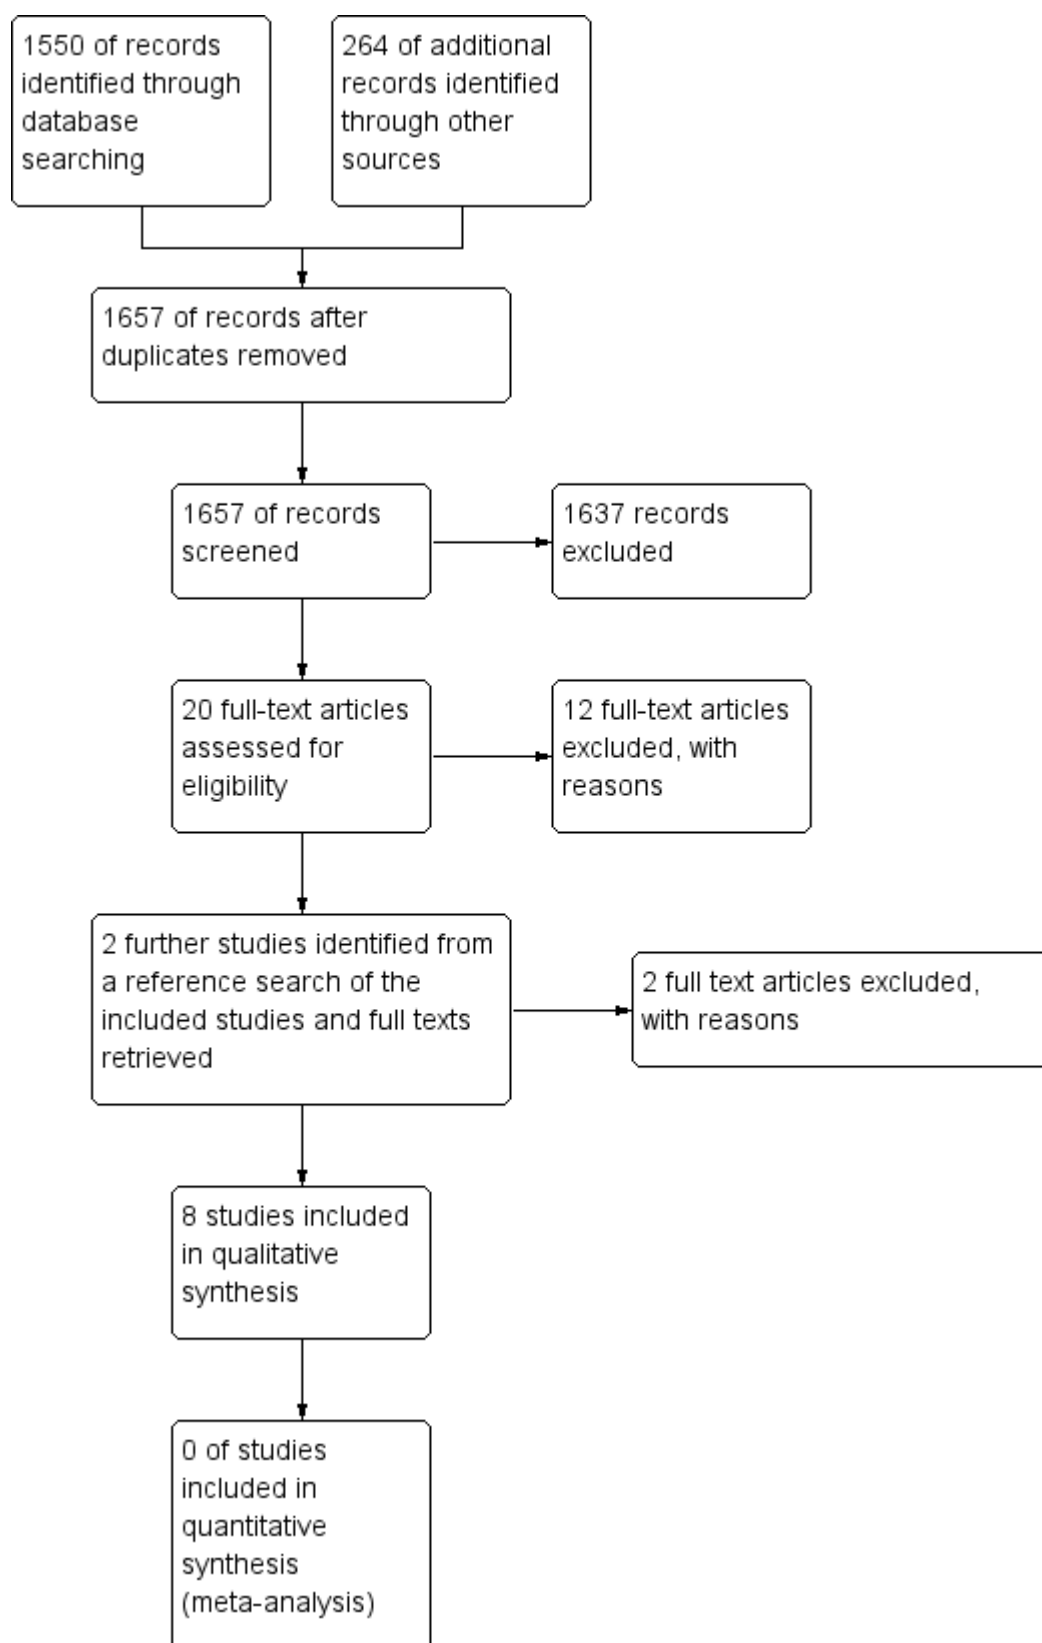 1550 of records
identified through
database
searching
264 of additional
records identified
through other
sources
1657 of records after
duplicates removed
1657 of records
screened
1637 records
excluded
20 full-text articles
assessed for
eligibility
12 full-text articles
excluded, with
reasons
2 further studies identified from
a reference search of the
included studies and full texts
retrieved
2 full text articles excluded,
with reasons
8 studies included
in qualitative
synthesis
0 of studies
included in
quantitative
synthesis
(meta-analysis)